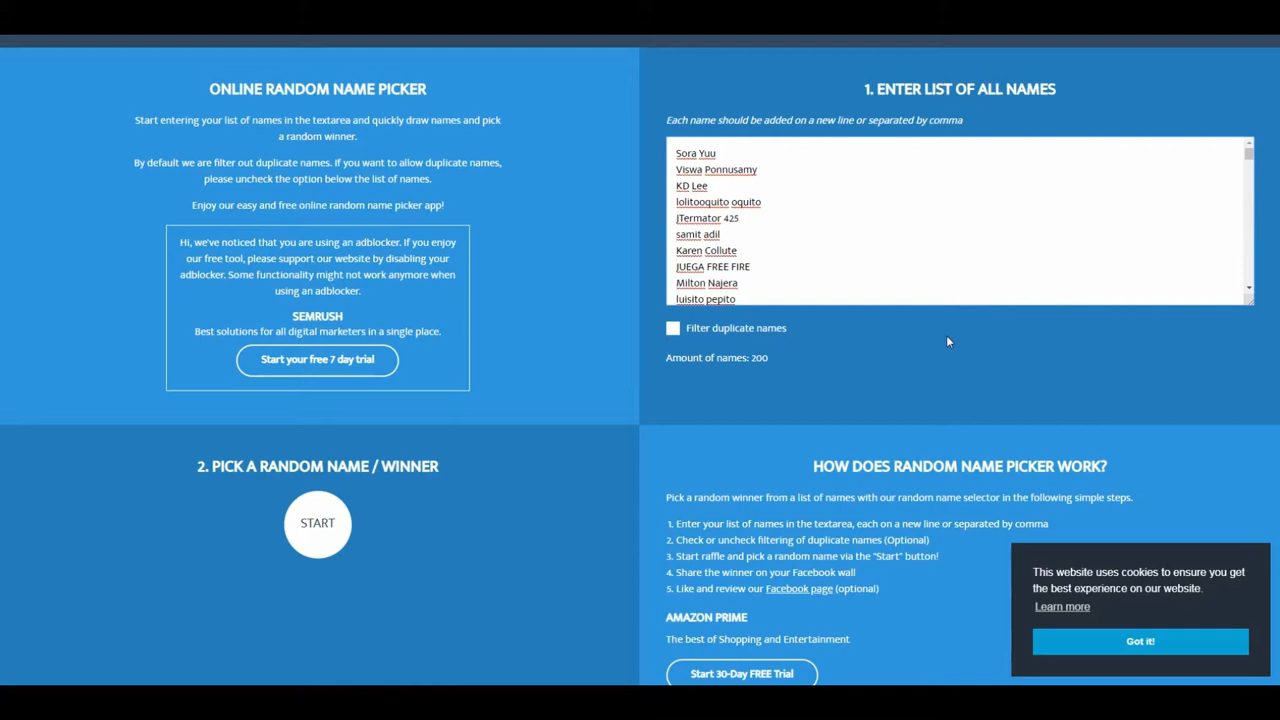 ONLINE RANDOM NAME PICKER
Start entering your list of names in the textarea and quickly draw names and pick
a random winner.
By default we are filter out duplicate names. If you want to allow duplicate names,
please uncheck the option below the list of names.
Enjoy our easy and free online random name picker app!
Hi, we've noticed that you are using an adblocker. If you enjoy
our free tool, please support our website by disabling your
adblocker. Some functionality might not work anymore when
using an adblocker.
SEMRUSH
Best solutions for all digital marketers in a single place.
Start your free 7 day trial
1. ENTER LIST OF ALL NAMES
Each name should be added on a new line or separated by comma
Sora Yuu
Viswa Ponnusamy
KD Lee
lolitooquito oquito
JTermator 425
samit adil
Karen Collute
JUEGA FREE FIRE
Milton Najera
luisito pepito
Filter duplicate names
Amount of names: 200
2. PICK A RANDOM NAME / WINNER
START
HOW DOES RANDOM NAME PICKER WORK?
Pick a random winner from a list of names with our random name selector in the following simple steps.
1. Enter your list of names in the textarea, each on a new line or separated by comma
2. Check or uncheck filtering of duplicate names (Optional)
3. Start raffle and pick a random name via the "Start" button!
4. Share the winner on your Facebook wall
5. Like and review our Facebook page (optional)
AMAZON PRIME
The best of Shopping and Entertainment
Start 30-Day FREE Trial
This website uses cookies to ensure you get
the best experience on our website.
Learn more
Got it!